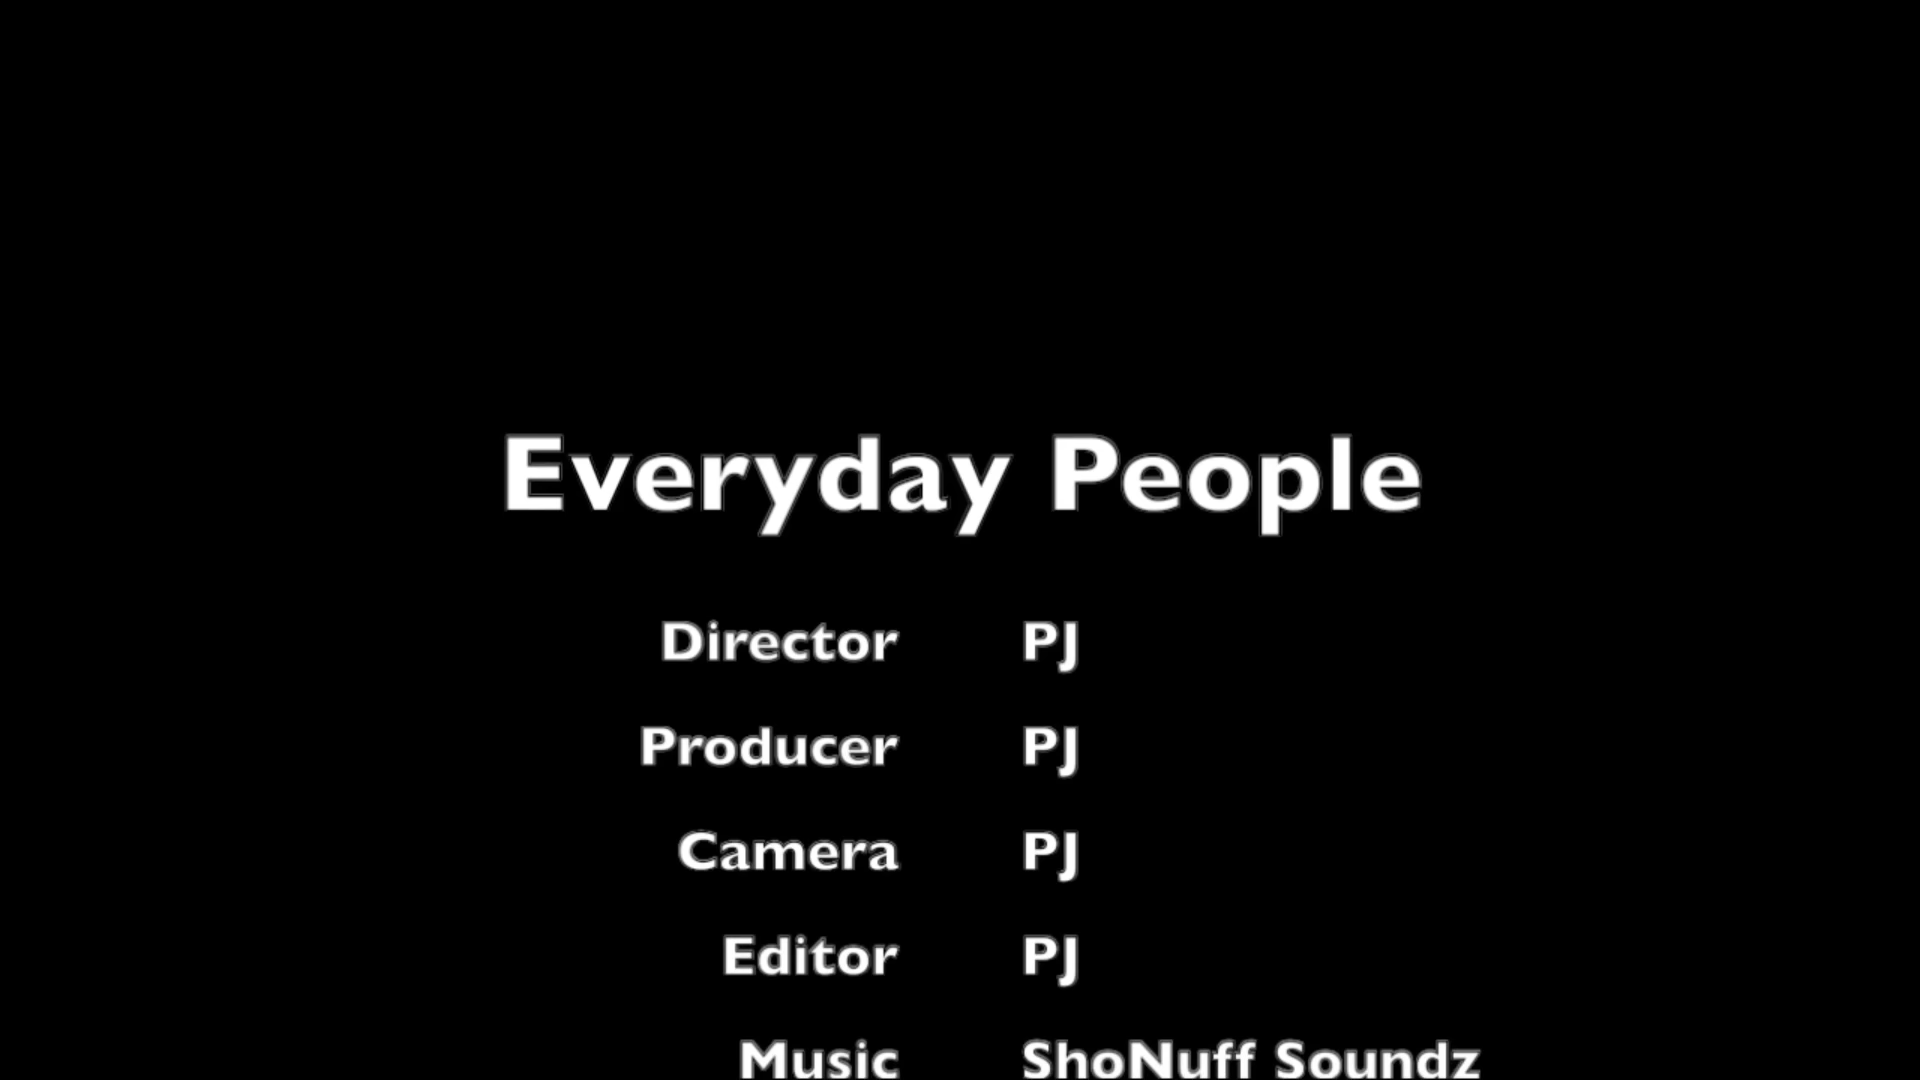 Everyday People
Director PJ
Producer PJ
Camera PJ
Editor PJ
Music ShoNuff Soundz